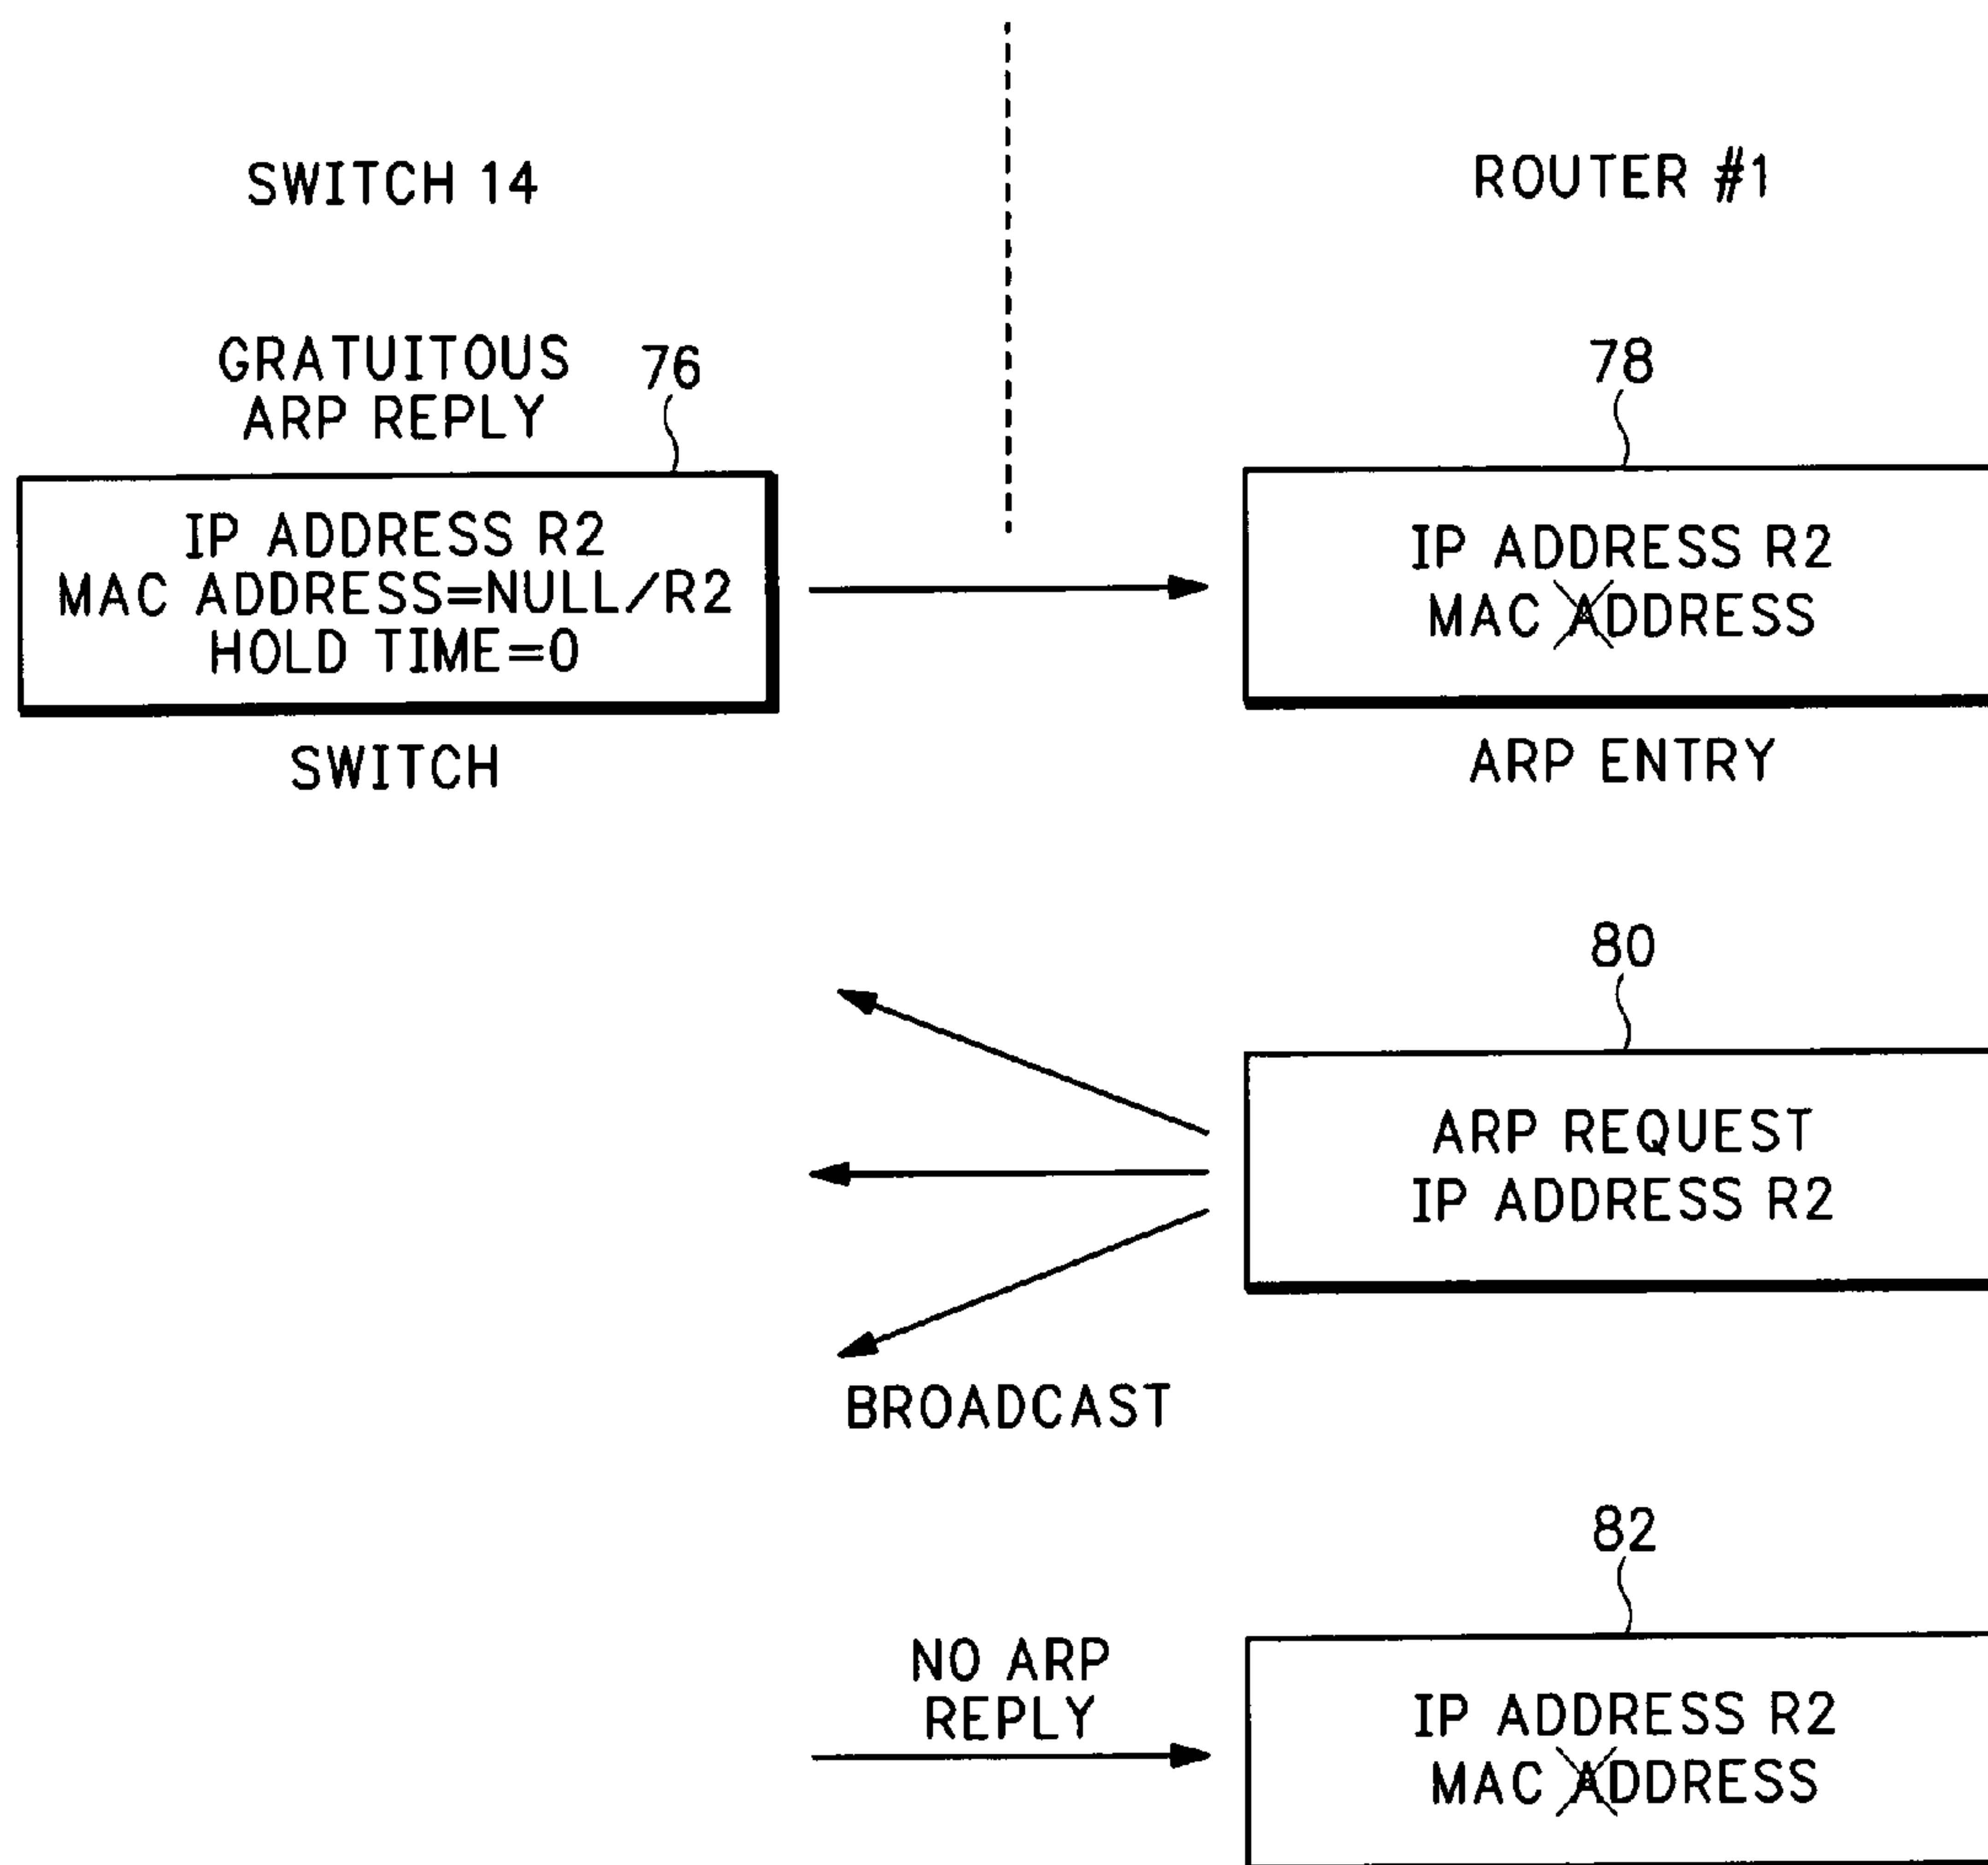 SWITCH 14
ROUTER #1
GRATUITOUS
ARP REPLY
76
IP ADDRESS R2
MAC ADDRESS=NULL/R2
HOLD TIME=0
SWITCH
78
IP ADDRESS R2
MAC ADDRESS
ARP ENTRY
80
ARP REQUEST
IP ADDRESS R2
BROADCAST
NO ARP
REPLY
82
IP ADDRESS R2
MAC ADDRESS